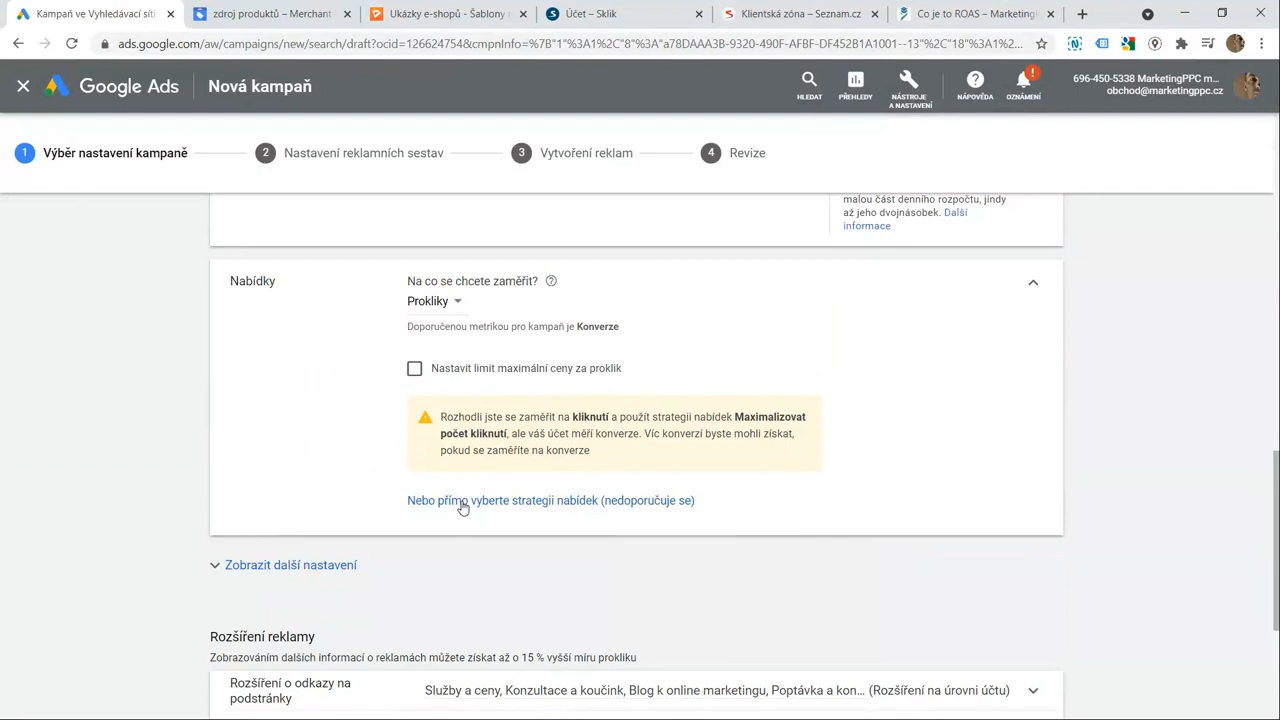 Kampaň ve Vyhledávací síti
zdroj produktů – Merchant
Ukázky e-shopů - Šablony
Účet – Sklik
Klientská zóna – Seznam.cz
Co je to ROAS - »Marketing
ads.google.com/aw/campaigns/new/search/draft?ocid=126124754&cmpnInfo=%7B"1"%3A1%2C"8"%3A"a78DAAA3B-9320-490F-AFBF-DF452B1A1001--13"%2C"18"%3A1%2...
Google Ads
Nová kampaň
HLEDAT
PŘEHLEDY
NÁSTROJE
A NASTAVENÍ
NÁPOVĚDA
OZNÁMENÍ
696-450-5338 MarketingPPC m...
obchod@marketingppc.cz
1 Výběr nastavení kampaně
2 Nastavení reklamních sestav
3 Vytvoření reklam
4 Revize
malou část denního rozpočtu, jindy
až jeho dvojnásobek. Další
informace
Nabídky
Na co se chcete zaměřit?
Prokliky
Doporučenou metrikou pro kampaň je Konverze
Nastavit limit maximální ceny za proklik
Rozhodli jste se zaměřit na kliknutí a použít strategii nabídek Maximalizovat
počet kliknutí, ale váš účet měří konverze. Víc konverzí byste mohli získat,
pokud se zaměříte na konverze
Nebo přímo vyberte strategii nabídek (nedoporučuje se)
Zobrazit další nastavení
Rozšíření reklamy
Zobrazováním dalších informací o reklamách můžete získat až o 15 % vyšší míru prokliku
Rozšíření o odkazy na
podstránky
Služby a ceny, Konzultace a koučink, Blog k online marketingu, Poptávka a kon... (Rozšíření na úrovni účtu)